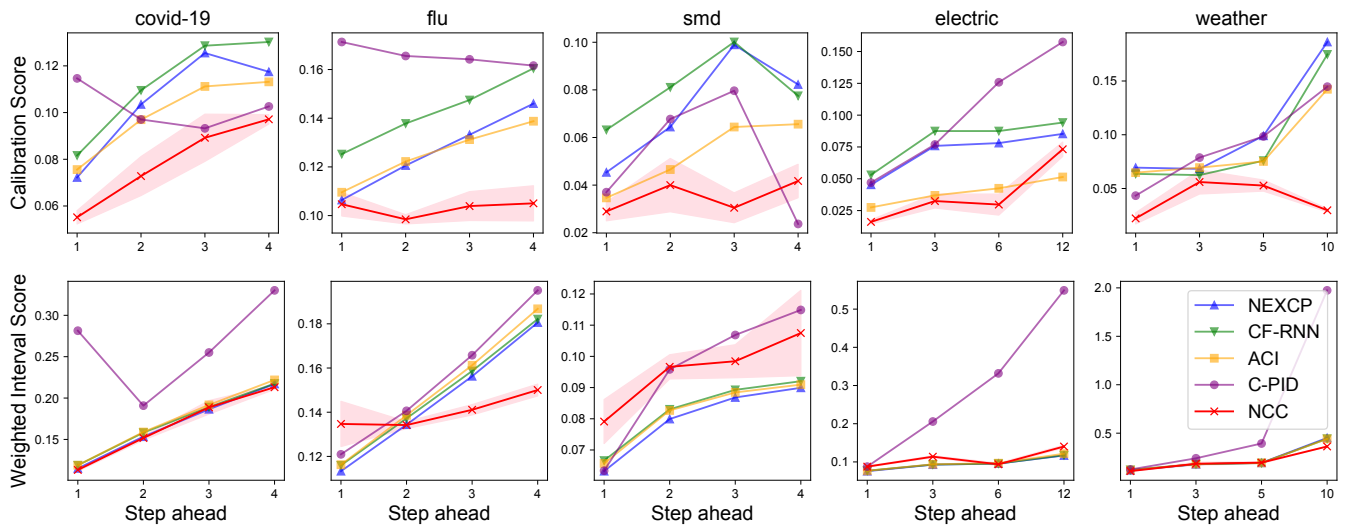 covid-19 flu smd electric weather
Calibration Score
0.12 0.10 0.08 0.06
1 2 3 4
0.16 0.14 0.12 0.10
1 2 3 4
0.10 0.08 0.06 0.04 0.02
1 2 3 4
0.150 0.125 0.100 0.075 0.050 0.025
1 3 6 12
0.15 0.10 0.05
1 3 5 10
Weighted Interval Score
0.30 0.25 0.20 0.15
1 2 3 4
Step ahead
0.18 0.16 0.14 0.12
1 2 3 4
Step ahead
0.12 0.11 0.10 0.09 0.08 0.07
1 2 3 4
Step ahead
0.5 0.4 0.3 0.2 0.1
1 3 6 12
Step ahead
2.0 1.5 1.0 0.5
1 3 5 10
Step ahead
NEXCP
CF-RNN
ACI
C-PID
NCC